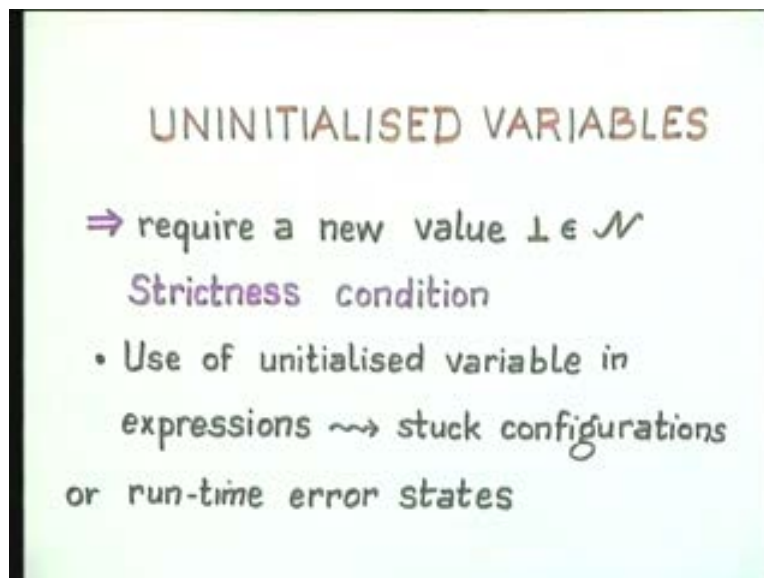 UNINITIALISED VARIABLES
⇒ require a new value ⊥ ∈ 𝒩
Strictness condition
• Use of unitialised variable in
expressions ⇝ stuck configurations
or run-time error states